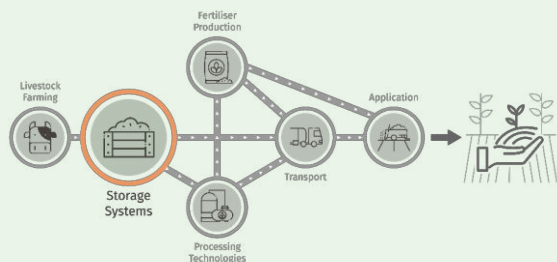 Fertiliser
Production
Livestock
Farming
Application
Storage
Systems
Transport
Processing
Technologies